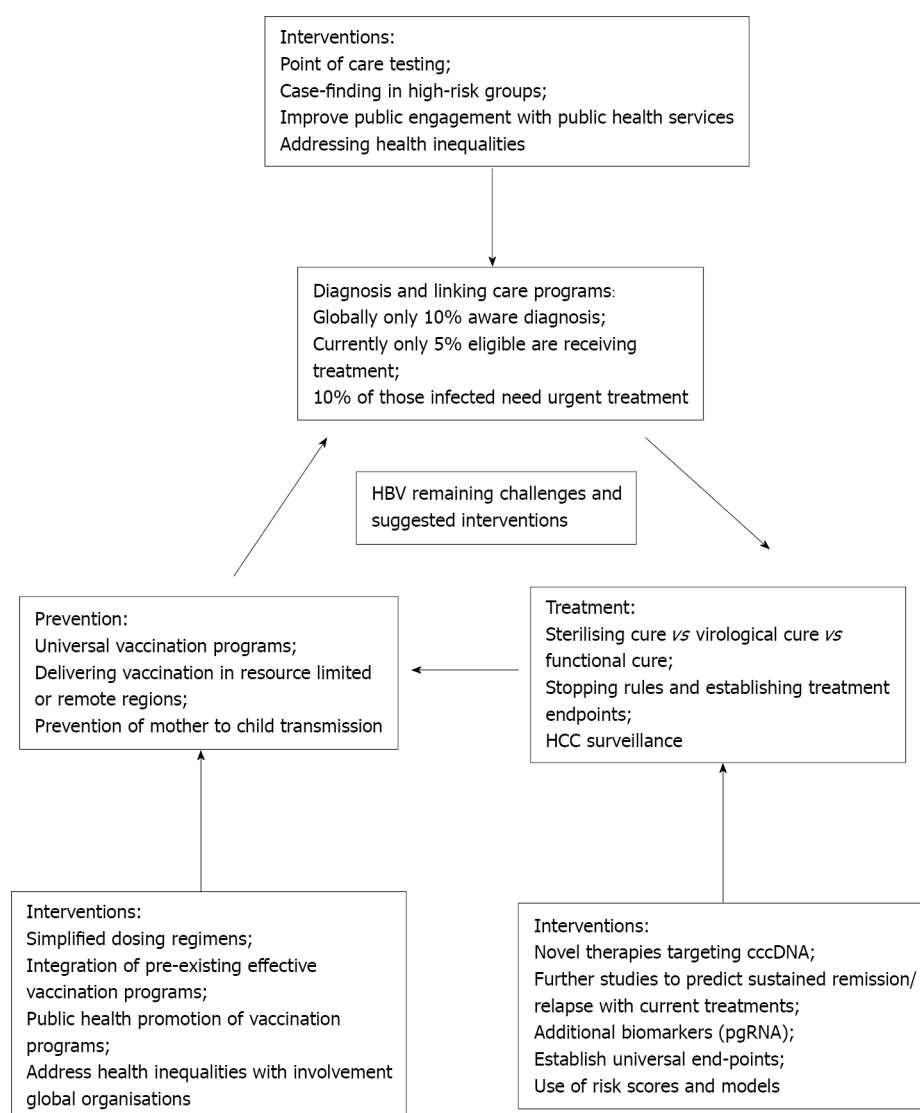 Interventions:
Point of care testing;
Case-finding in high-risk groups;
Improve public engagement with public health services
Addressing health inequalities
Diagnosis and linking care programs:
Globally only 10% aware diagnosis;
Currently only 5% eligible are receiving
treatment;
10% of those infected need urgent treatment
HBV remaining challenges and
suggested interventions
Prevention:
Universal vaccination programs;
Delivering vaccination in resource limited
or remote regions;
Prevention of mother to child transmission
Treatment:
Sterilising cure vs virological cure vs
functional cure;
Stopping rules and establishing treatment
endpoints;
HCC surveillance
Interventions:
Simplified dosing regimens;
Integration of pre-existing effective
vaccination programs;
Public health promotion of vaccination
programs;
Address health inequalities with involvement
global organisations
Interventions:
Novel therapies targeting cccDNA;
Further studies to predict sustained remission/
relapse with current treatments;
Additional biomarkers (pgRNA);
Establish universal end-points;
Use of risk scores and models